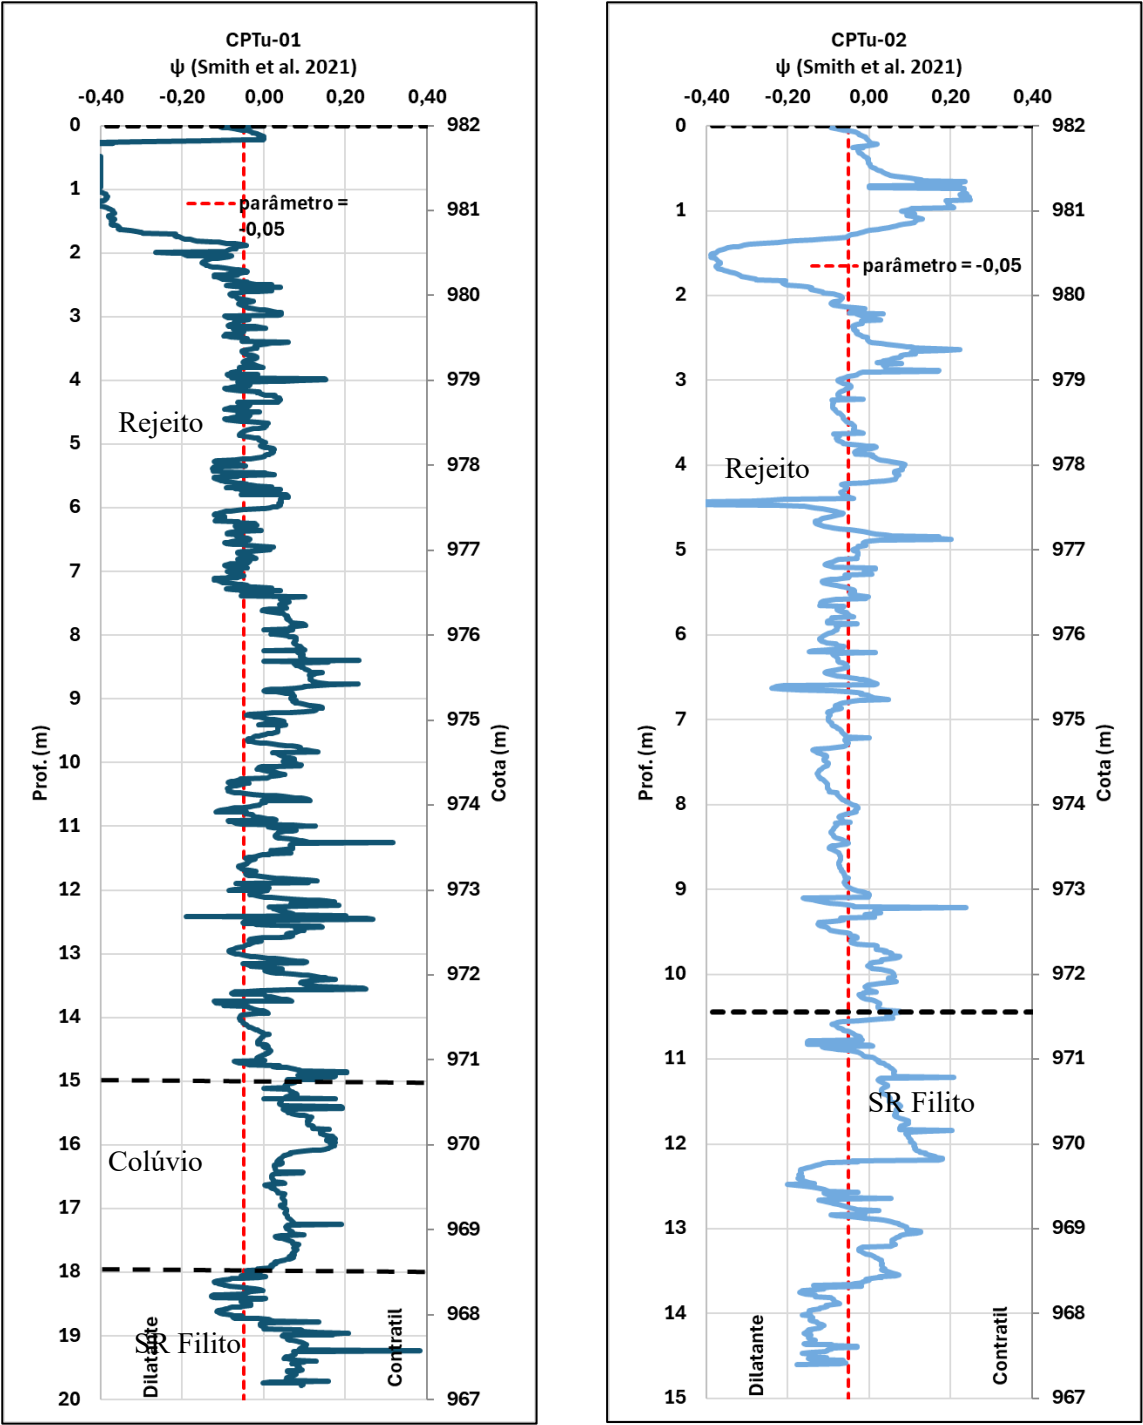 CPTu-01
ψ (Smith et al. 2021)
-0,40 -0,20 0,00 0,20 0,40
0 982
1
981
parâmetro =
-0,05
2
980
3
979
4
Rejeito
5
978
6
977
7
8 976
9
975
Prof. (m)
Cota (m)
10
974
11
12 973
13
972
14
971
15
16 970
Colúvio
17
969
18
968
19
SR Filito
Dilatante
Contratil
20 967
CPTu-02
ψ (Smith et al. 2021)
-0,40 -0,20 0,00 0,20 0,40
0 982
1 981
parâmetro = -0,05
2 980
3 979
4 978
Rejeito
5 977
6 976
7 975
Prof. (m)
Cota (m)
8 974
9 973
10 972
11 971
SR Filito
12 970
13 969
14 968
Dilatante
Contratil
15 967